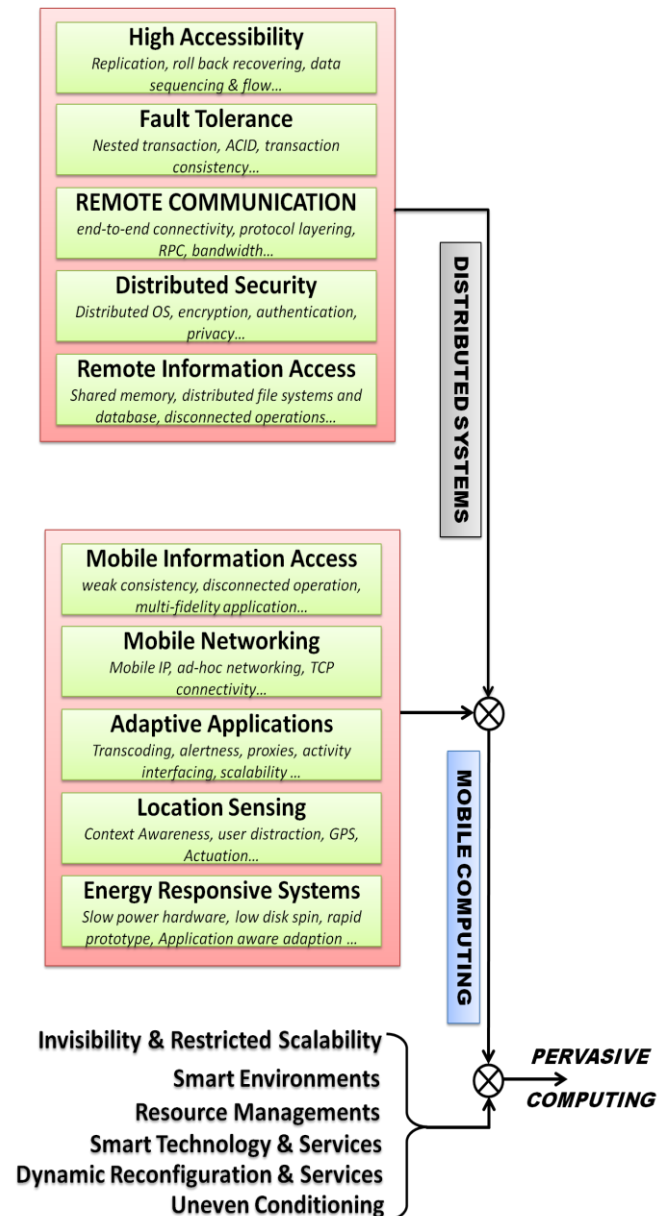 High Accessibility
Replication, roll back recovering, data
sequencing & flow…
Fault Tolerance
Nested transaction, ACID, transaction
consistency…
REMOTE COMMUNICATION
end-to-end connectivity, protocol layering,
RPC, bandwidth…
Distributed Security
Distributed OS, encryption, authentication,
privacy…
Remote Information Access
Shared memory, distributed file systems and
database, disconnected operations…
DISTRIBUTED SYSTEMS
Mobile Information Access
weak consistency, disconnected operation,
multi-fidelity application…
Mobile Networking
Mobile IP, ad-hoc networking, TCP
connectivity…
Adaptive Applications
Transcoding, alertness, proxies, activity
interfacing, scalability …
Location Sensing
Context Awareness, user distraction, GPS,
Actuation…
Energy Responsive Systems
Slow power hardware, low disk spin, rapid
prototype, Application aware adaption …
MOBILE COMPUTING
Invisibility & Restricted Scalability
Smart Environments
Resource Managements
Smart Technology & Services
Dynamic Reconfiguration & Services
Uneven Conditioning
PERVASIVE
COMPUTING